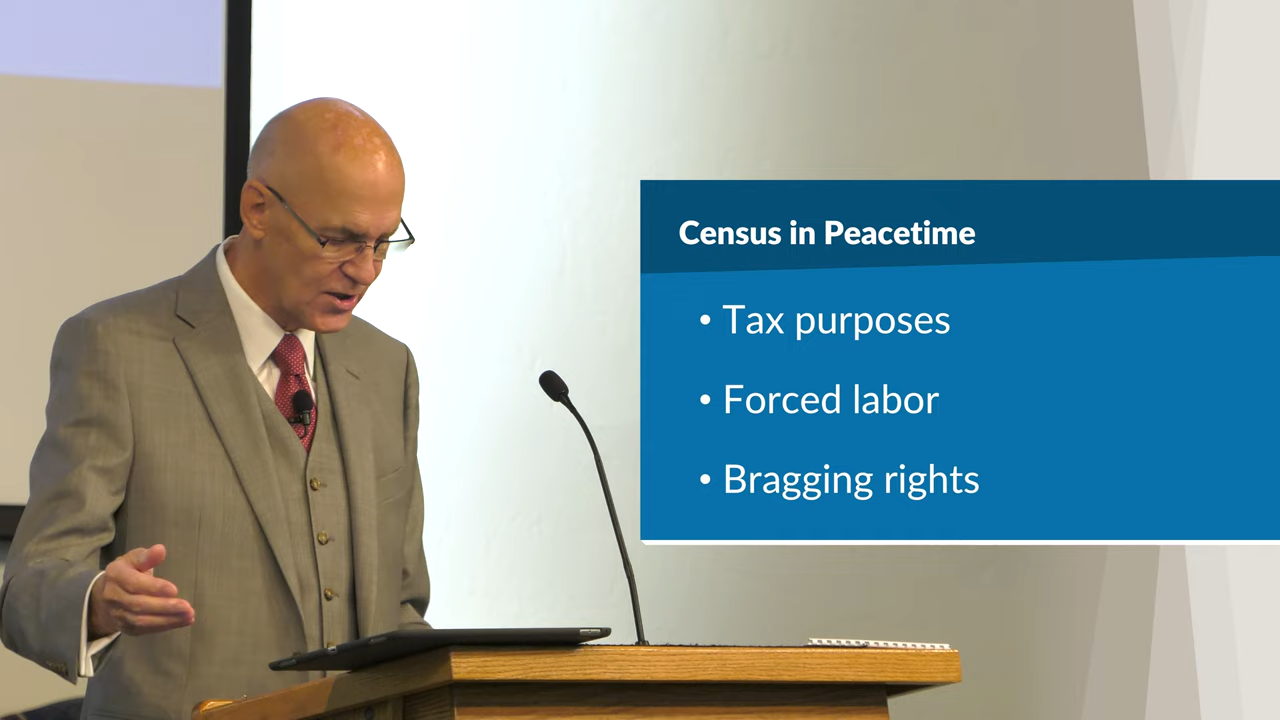 Census in Peacetime
• Tax purposes
• Forced labor
• Bragging rights